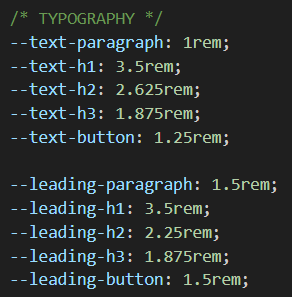 /* TYPOGRAPHY */
--text-paragraph: 1rem;
--text-h1: 3.5rem;
--text-h2: 2.625rem;
--text-h3: 1.875rem;
--text-button: 1.25rem;
--leading-paragraph: 1.5rem;
--leading-h1: 3.5rem;
--leading-h2: 2.25rem;
--leading-h3: 1.875rem;
--leading-button: 1.5rem;